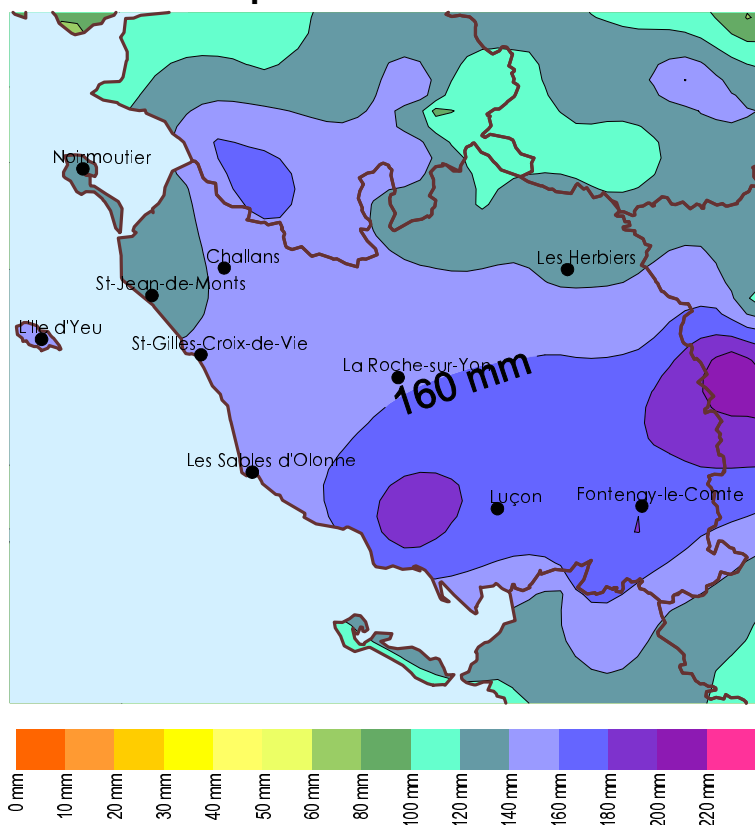 Noirmoutier
Challans
Les Herbiers
St-Jean-de-Monts
L'Ile d'Yeu
St-Gilles-Croix-de-Vie
La Roche-sur-Yon
160 mm
Les Sables d'Olonne
Luçon
Fontenay-le-Comte
0 mm
10 mm
20 mm
30 mm
40 mm
50 mm
60 mm
80 mm
100 mm
120 mm
140 mm
160 mm
180 mm
200 mm
220 mm